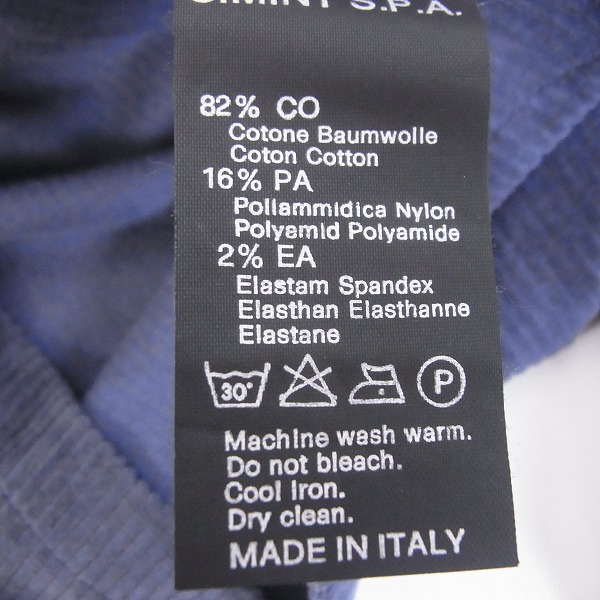 S.P.A.
82% CO
Cotone Baumwolle
Coton Cotton
16% PA
Poliammidica Nylon
Polyamid Polyamide
2% EA
Elastam Spandex
Elasthan Elasthanne
Elastane
30° P
Machine wash warm.
Do not bleach.
Cool Iron.
Dry clean.
MADE IN ITALY